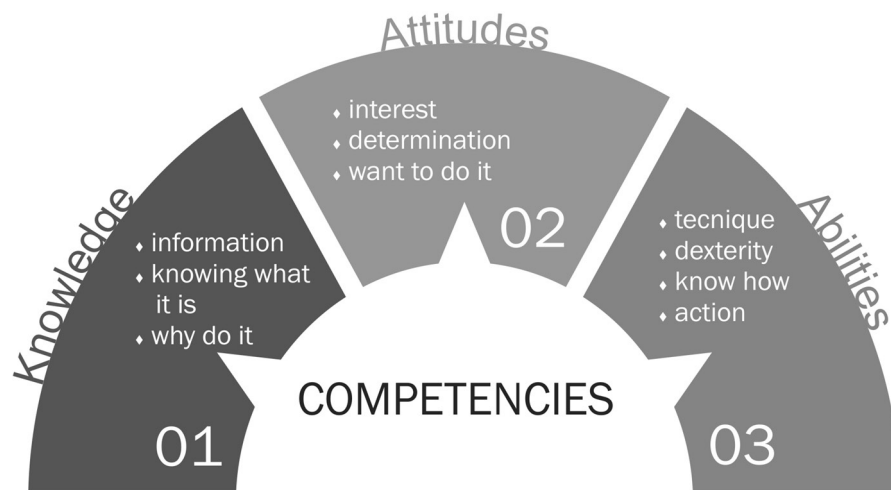 Knowledge
information
knowing what
it is
why do it
01
Attitudes
interest
determination
want to do it
02
Abilities
tecnique
dexterity
know how
action
03
COMPETENCIES